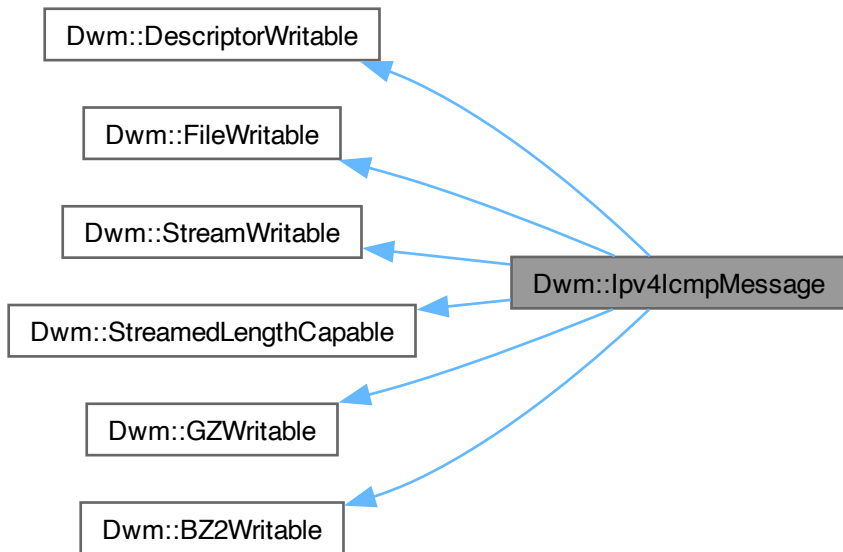 Dwm::DescriptorWritable
Dwm::FileWritable
Dwm::StreamWritable
Dwm::Ipv4IcmpMessage
Dwm::StreamedLengthCapable
Dwm::GZWritable
Dwm::BZ2Writable